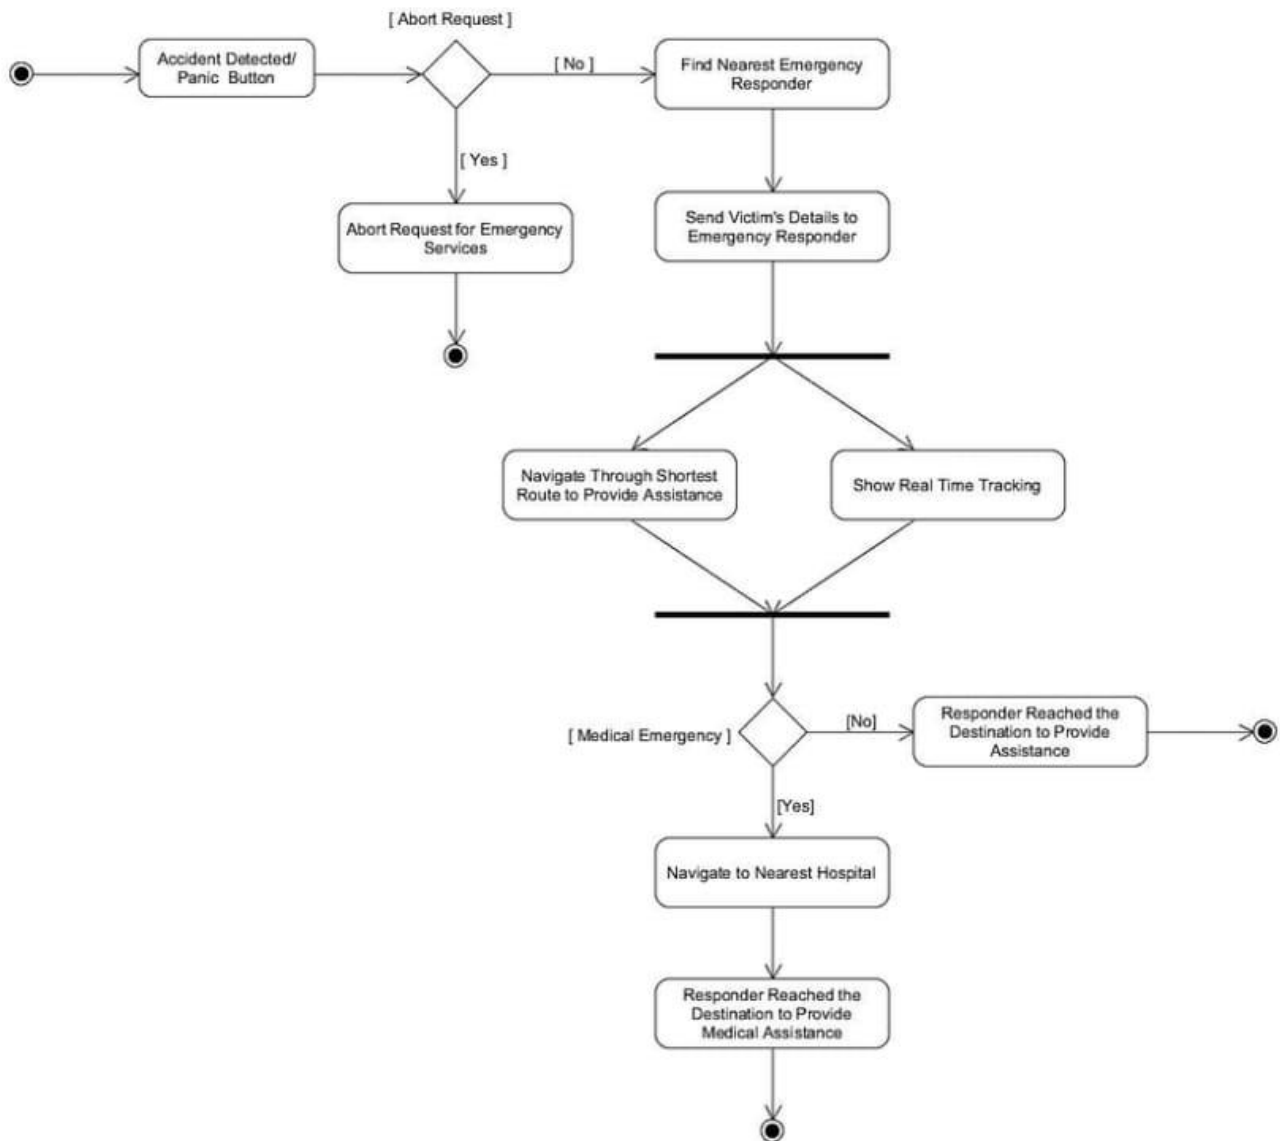 [ Abort Request ]
Accident Detected/
Panic Button
[ No ]
Find Nearest Emergency
Responder
[ Yes ]
Abort Request for Emergency
Services
Send Victim's Details to
Emergency Responder
Navigate Through Shortest
Route to Provide Assistance
Show Real Time Tracking
[ Medical Emergency ]
[No]
Responder Reached the
Destination to Provide
Assistance
[Yes]
Navigate to Nearest Hospital
Responder Reached the
Destination to Provide
Medical Assistance